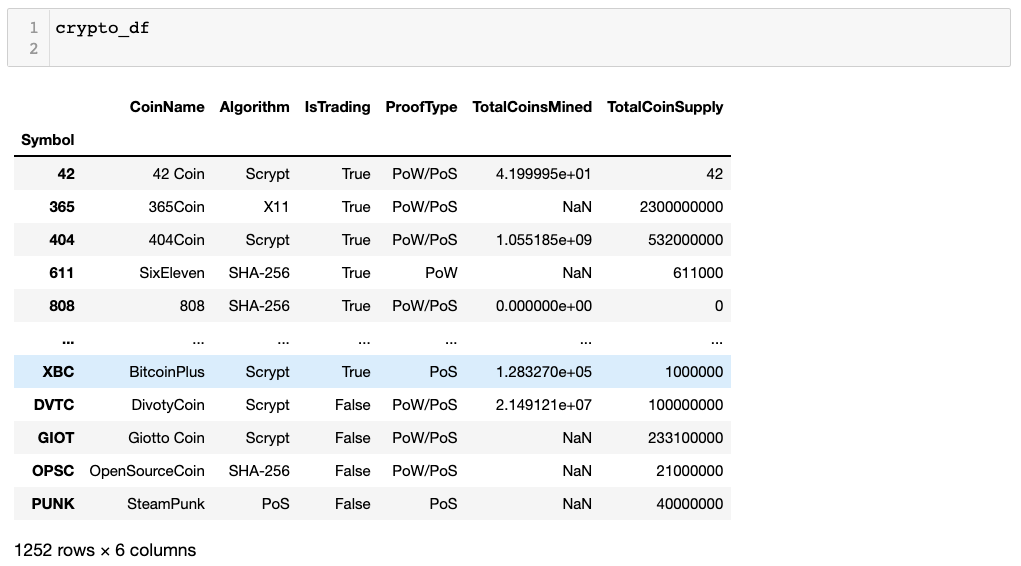 1 crypto_df
2
CoinName Algorithm IsTrading ProofType TotalCoinsMined TotalCoinSupply
Symbol
42 42 Coin Scrypt True PoW/PoS 4.199995e+01 42
365 365Coin X11 True PoW/PoS NaN 2300000000
404 404Coin Scrypt True PoW/PoS 1.055185e+09 532000000
611 SixEleven SHA-256 True PoW NaN 611000
808 808 SHA-256 True PoW/PoS 0.000000e+00 0
... ... ... ... ... ... ...
XBC BitcoinPlus Scrypt True PoS 1.283270e+05 1000000
DVTC DivotyCoin Scrypt False PoW/PoS 2.149121e+07 100000000
GIOT Giotto Coin Scrypt False PoW/PoS NaN 233100000
OPSC OpenSourceCoin SHA-256 False PoW/PoS NaN 21000000
PUNK SteamPunk PoS False PoS NaN 40000000
1252 rows × 6 columns